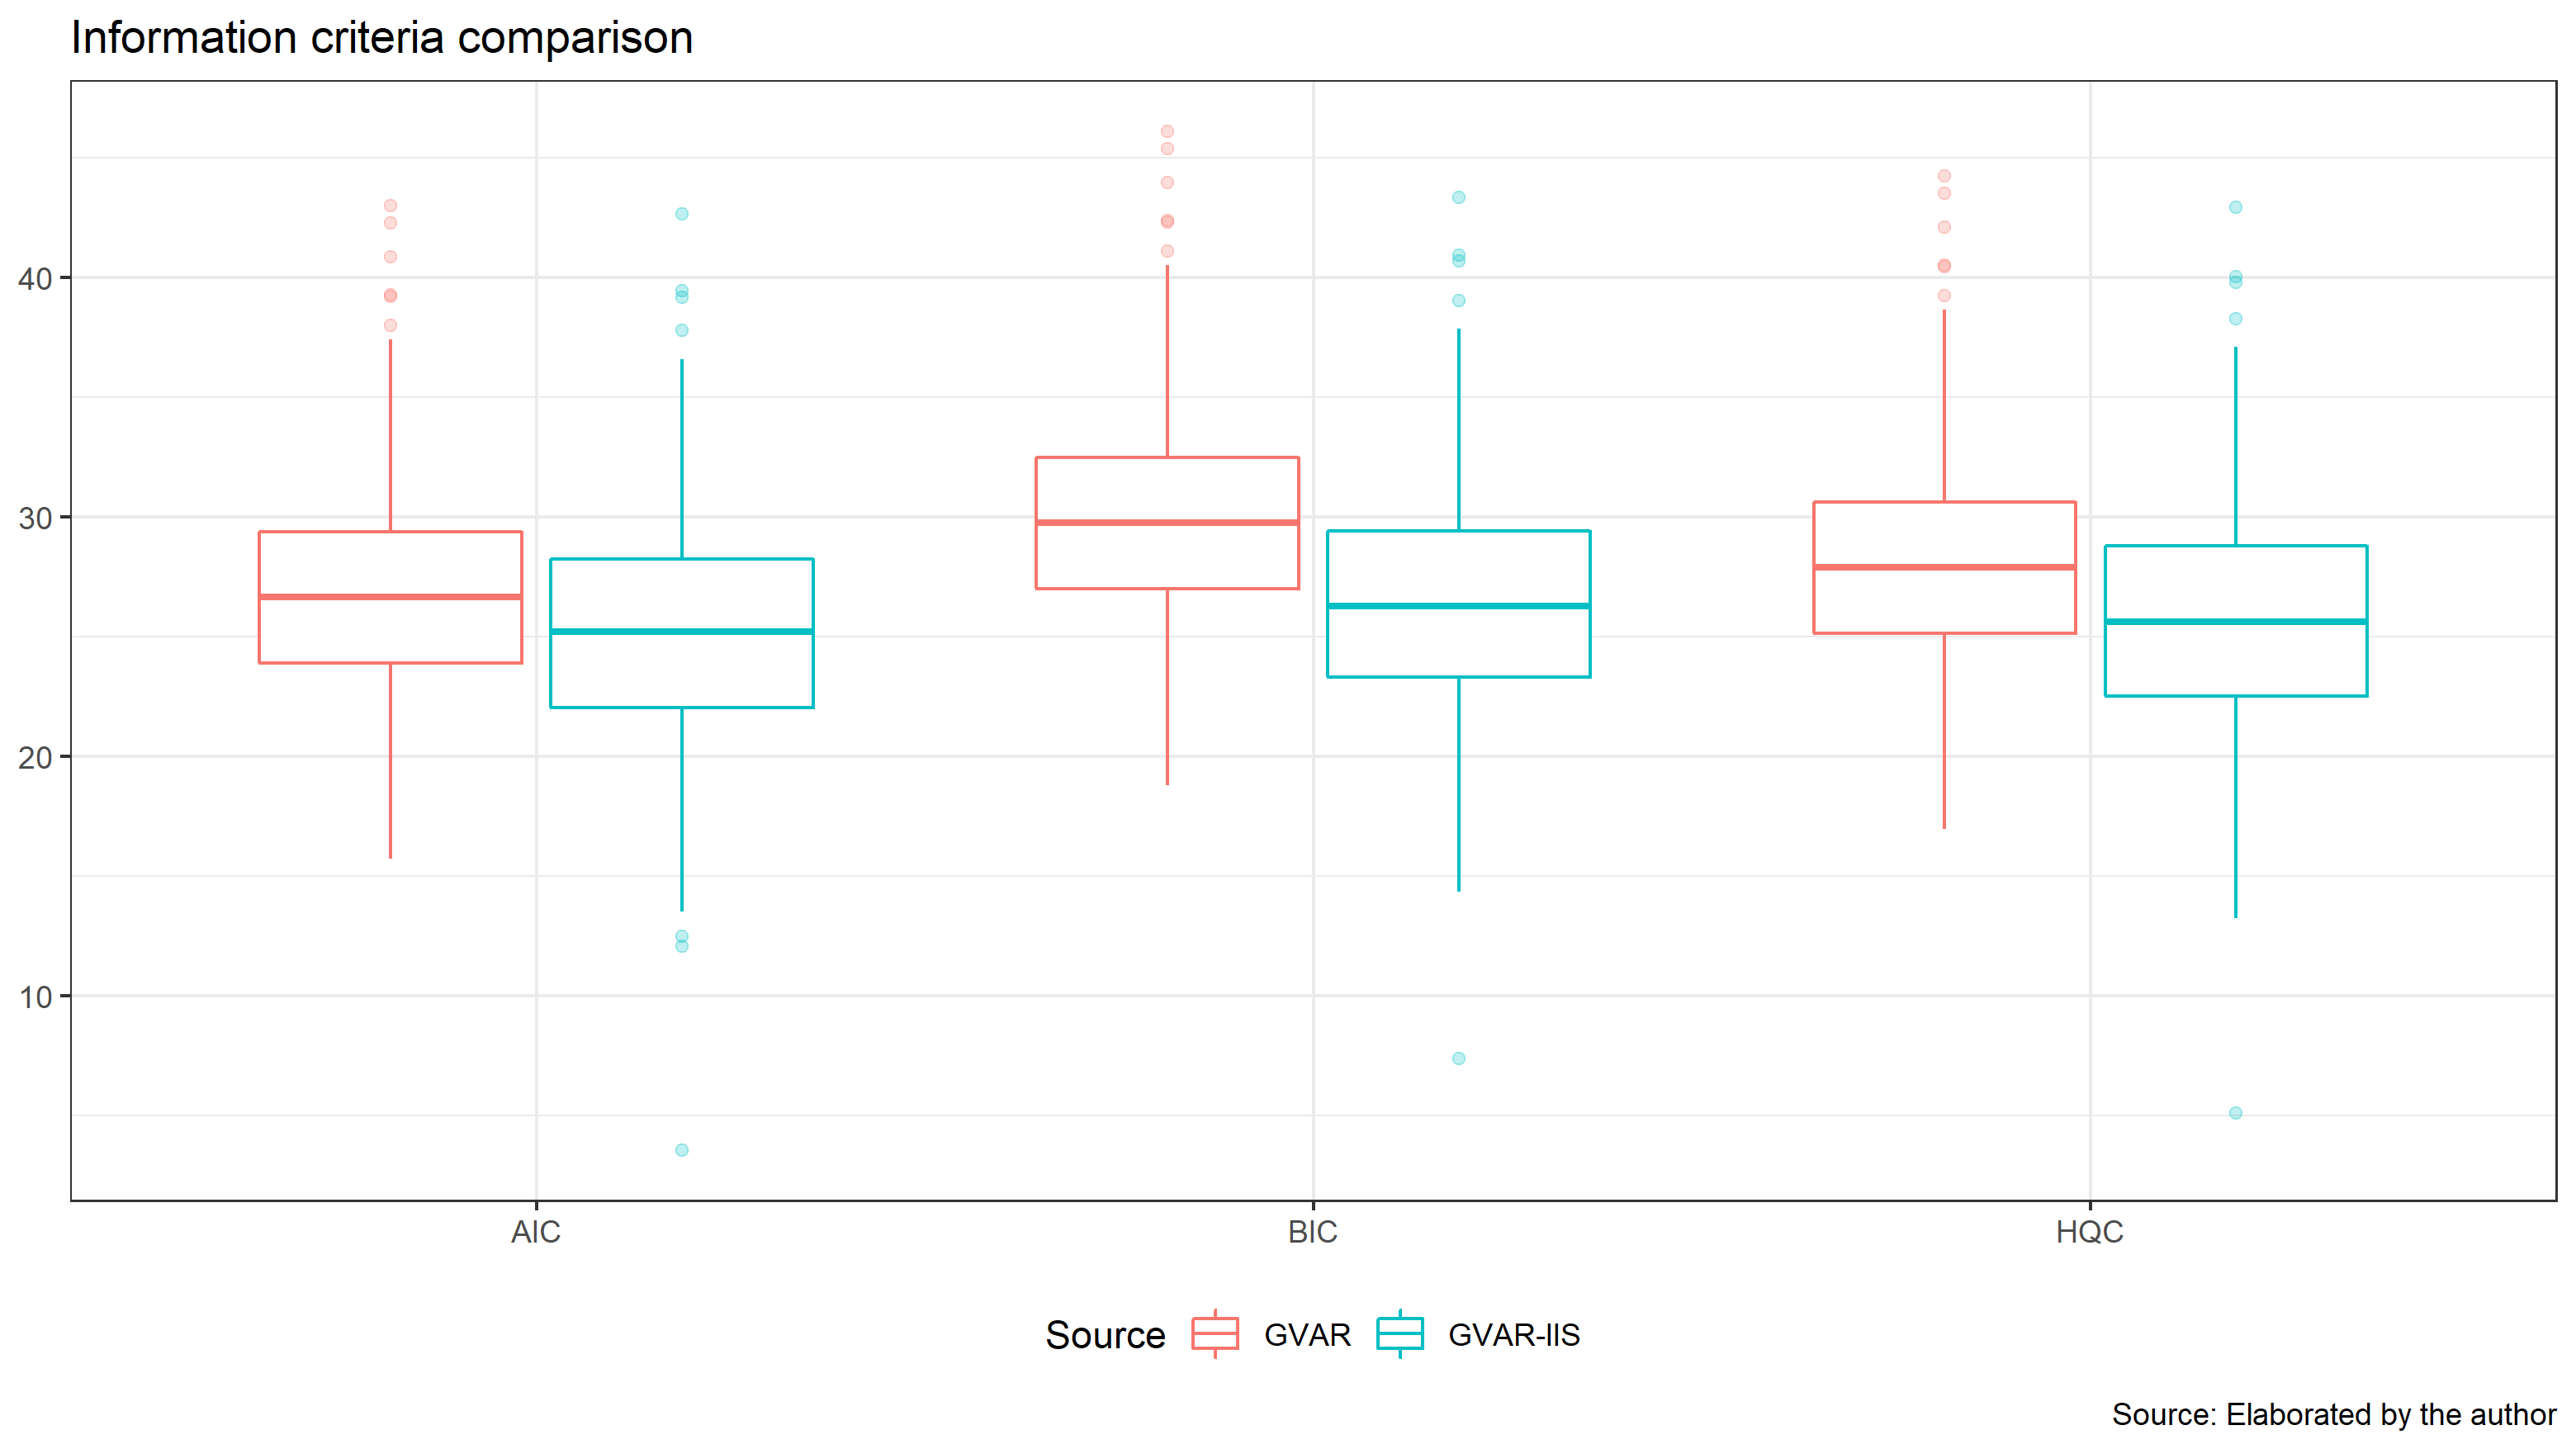 Information criteria comparison
40
30
20
10
AIC BIC HQC
Source GVAR GVAR-IIS
Source: Elaborated by the author